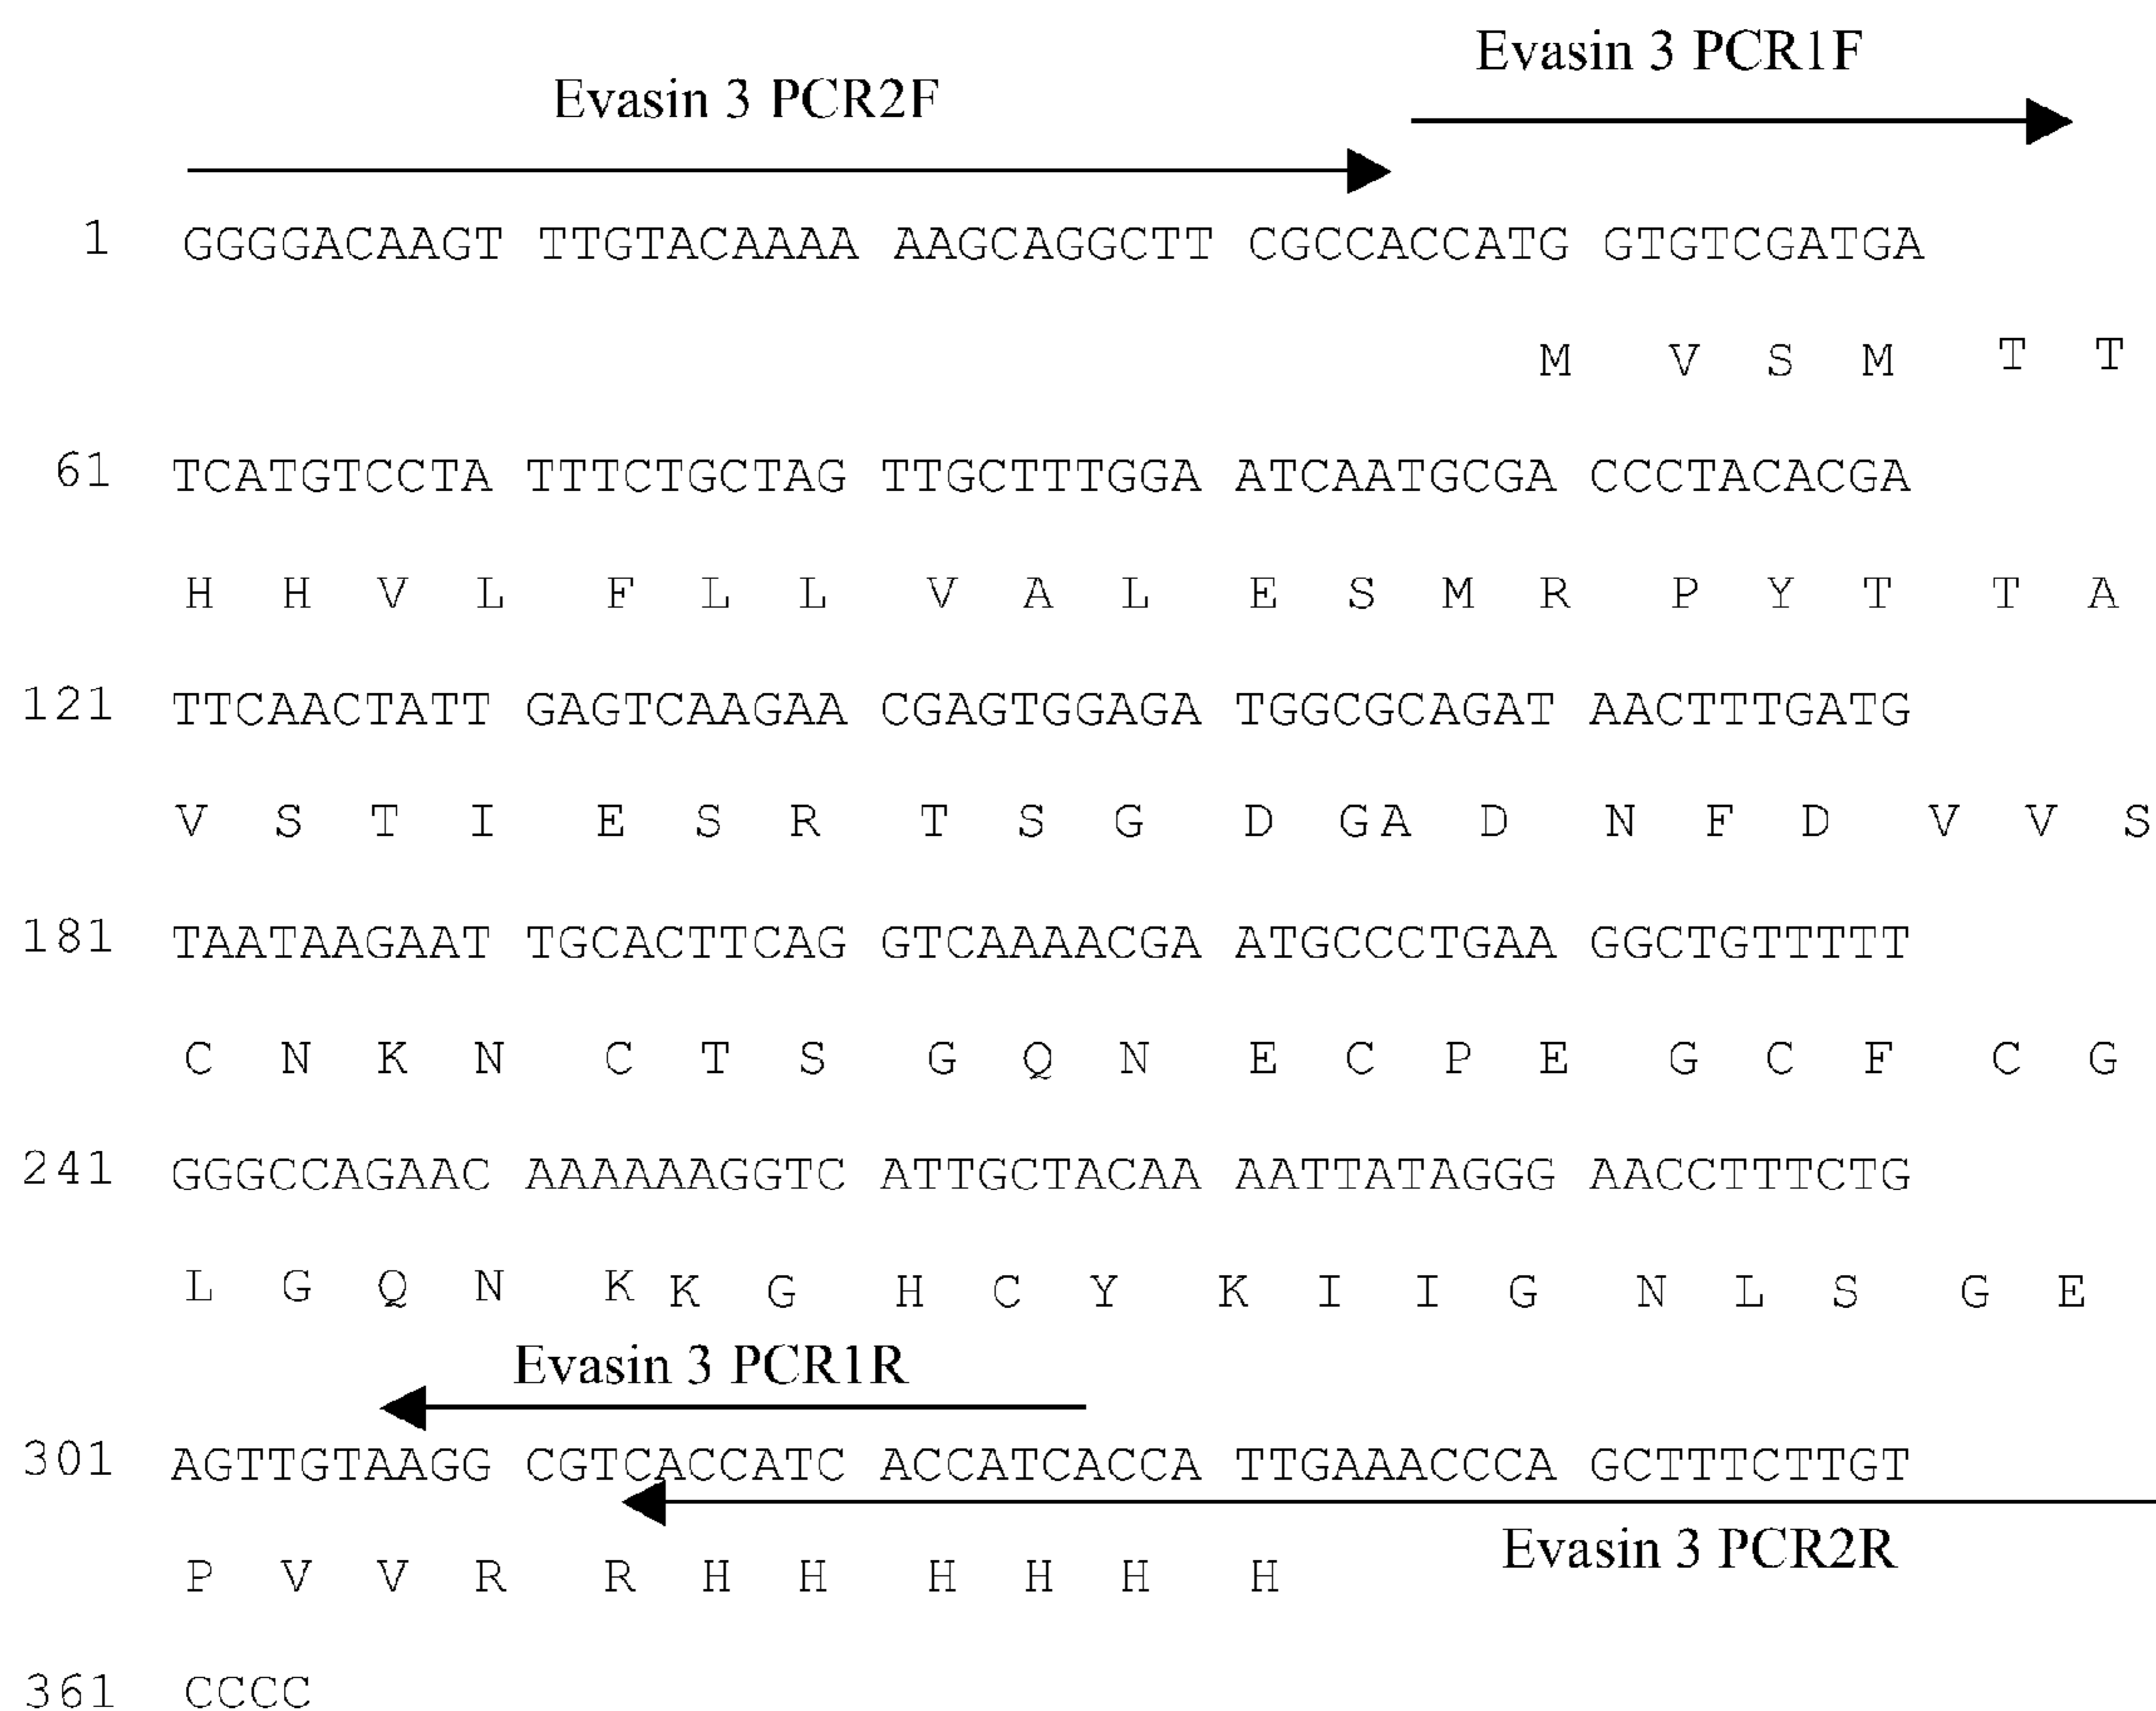 Evasin 3 PCR1F
Evasin 3 PCR2F
1 GGGGACAAGT TTGTACAAAA AAGCAGGCTT CGCCACCATG GTGTCGATGA
M V S M T T
61 TCATGTCCTA TTTCTGCTAG TTGCTTTGGA ATCAATGCGA CCCTACACGA
H H V L F L L V A L E S M R P Y T T A
121 TTCAACTATT GAGTCAAGAA CGAGTGGAGA TGGCGCAGAT AACTTTGATG
V S T I E S R T S G D G A D N F D V V S
181 TAATAAGAAT TGCACTTCAG GTCAAAACGA ATGCCCTGAA GGCTGTTTTT
C N K N C T S G Q N E C P E G C F C G
241 GGGCCAGAAC AAAAAAGGTC ATTGCTACAA AATTATAGGG AACCTTTCTG
L G Q N K K G H C Y K I I G N L S G E
Evasin 3 PCR1R
301 AGTTGTAAGG CGTCACCATC ACCATCACCA TTGAAACCCA GCTTTCTTGT
Evasin 3 PCR2R
P V V R R H H H H H H
361 CCCC